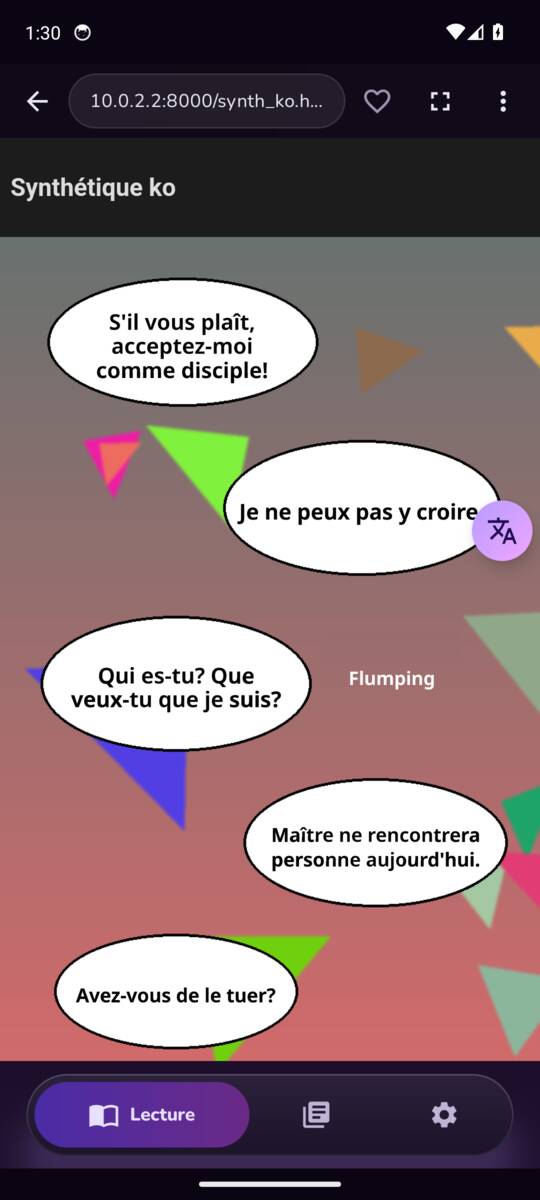 1:30
10.0.2.2:8000/synth_ko.h...
Synthétique ko
S'il vous plaît,
acceptez-moi
comme disciple!
Je ne peux pas y croire
Qui es-tu? Que
veux-tu que je suis?
Flumping
Maître ne rencontrera
personne aujourd'hui.
Avez-vous de le tuer?
Lecture